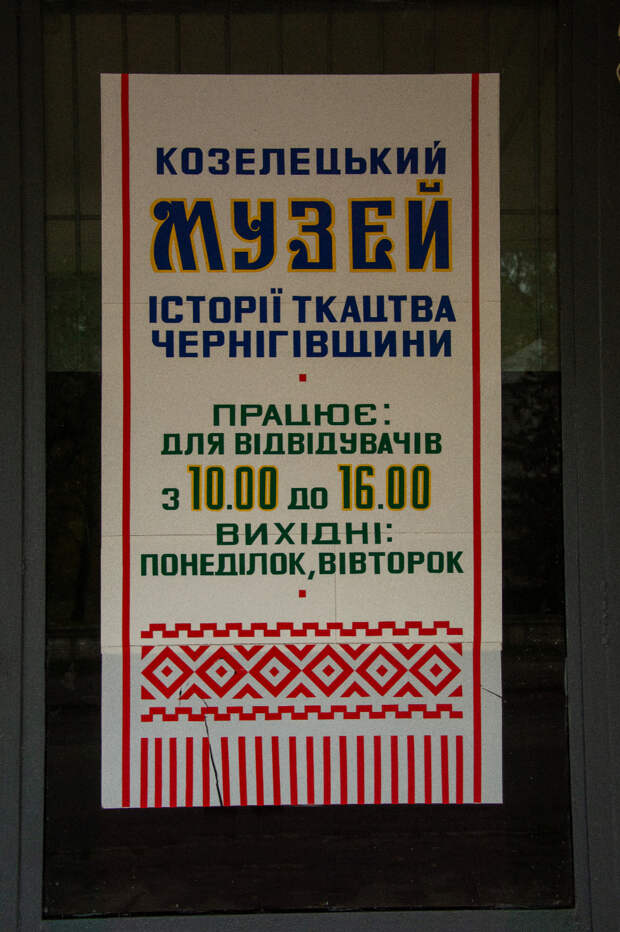 КОЗЕЛЕЦЬКИЙ
МУЗЕЙ
ІСТОРІЇ ТКАЦТВА
ЧЕРНІГІВЩИНИ
ПРАЦЮЄ:
ДЛЯ ВІДВІДУВАЧІВ
З 10.00 ДО 16.00
ВИХІДНІ:
ПОНЕДІЛОК, ВІВТОРОК